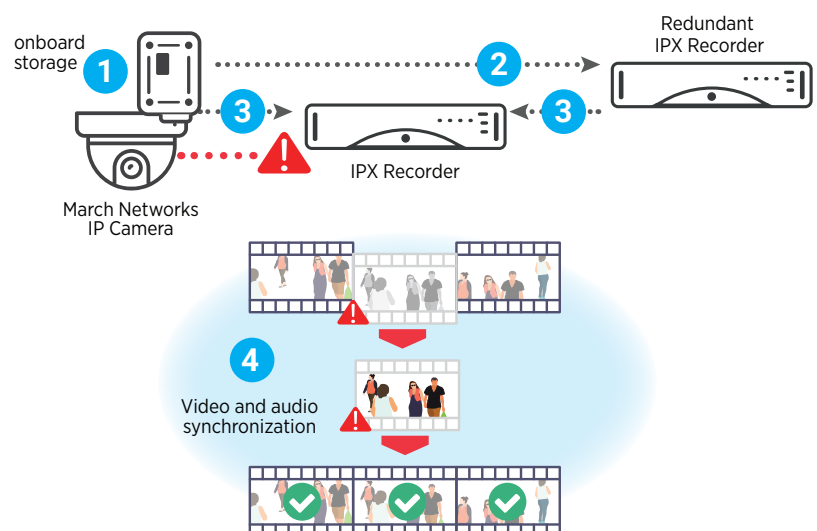 Redundant
IPX Recorder
onboard
storage
1
2
3
3
IPX Recorder
March Networks
IP Camera
4
Video and audio
synchronization